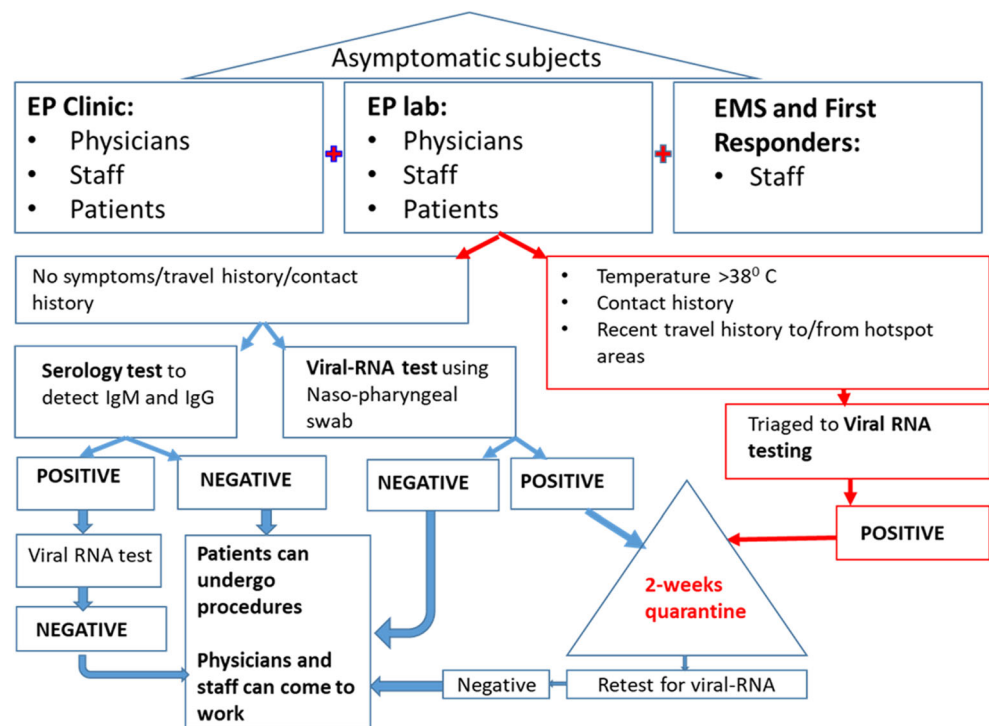 Asymptomatic subjects
EP Clinic:
• Physicians
• Staff
• Patients
EP lab:
• Physicians
• Staff
• Patients
EMS and First
Responders:
• Staff
No symptoms/travel history/contact
history
• Temperature >38⁰ C
• Contact history
• Recent travel history to/from hotspot
areas
Serology test to
detect IgM and IgG
Viral-RNA test using
Naso-pharyngeal
swab
Triaged to Viral RNA
testing
POSITIVE
NEGATIVE
NEGATIVE
POSITIVE
POSITIVE
Viral RNA test
NEGATIVE
Patients can
undergo
procedures
Physicians and
staff can come to
work
2-weeks
quarantine
Negative
Retest for viral-RNA